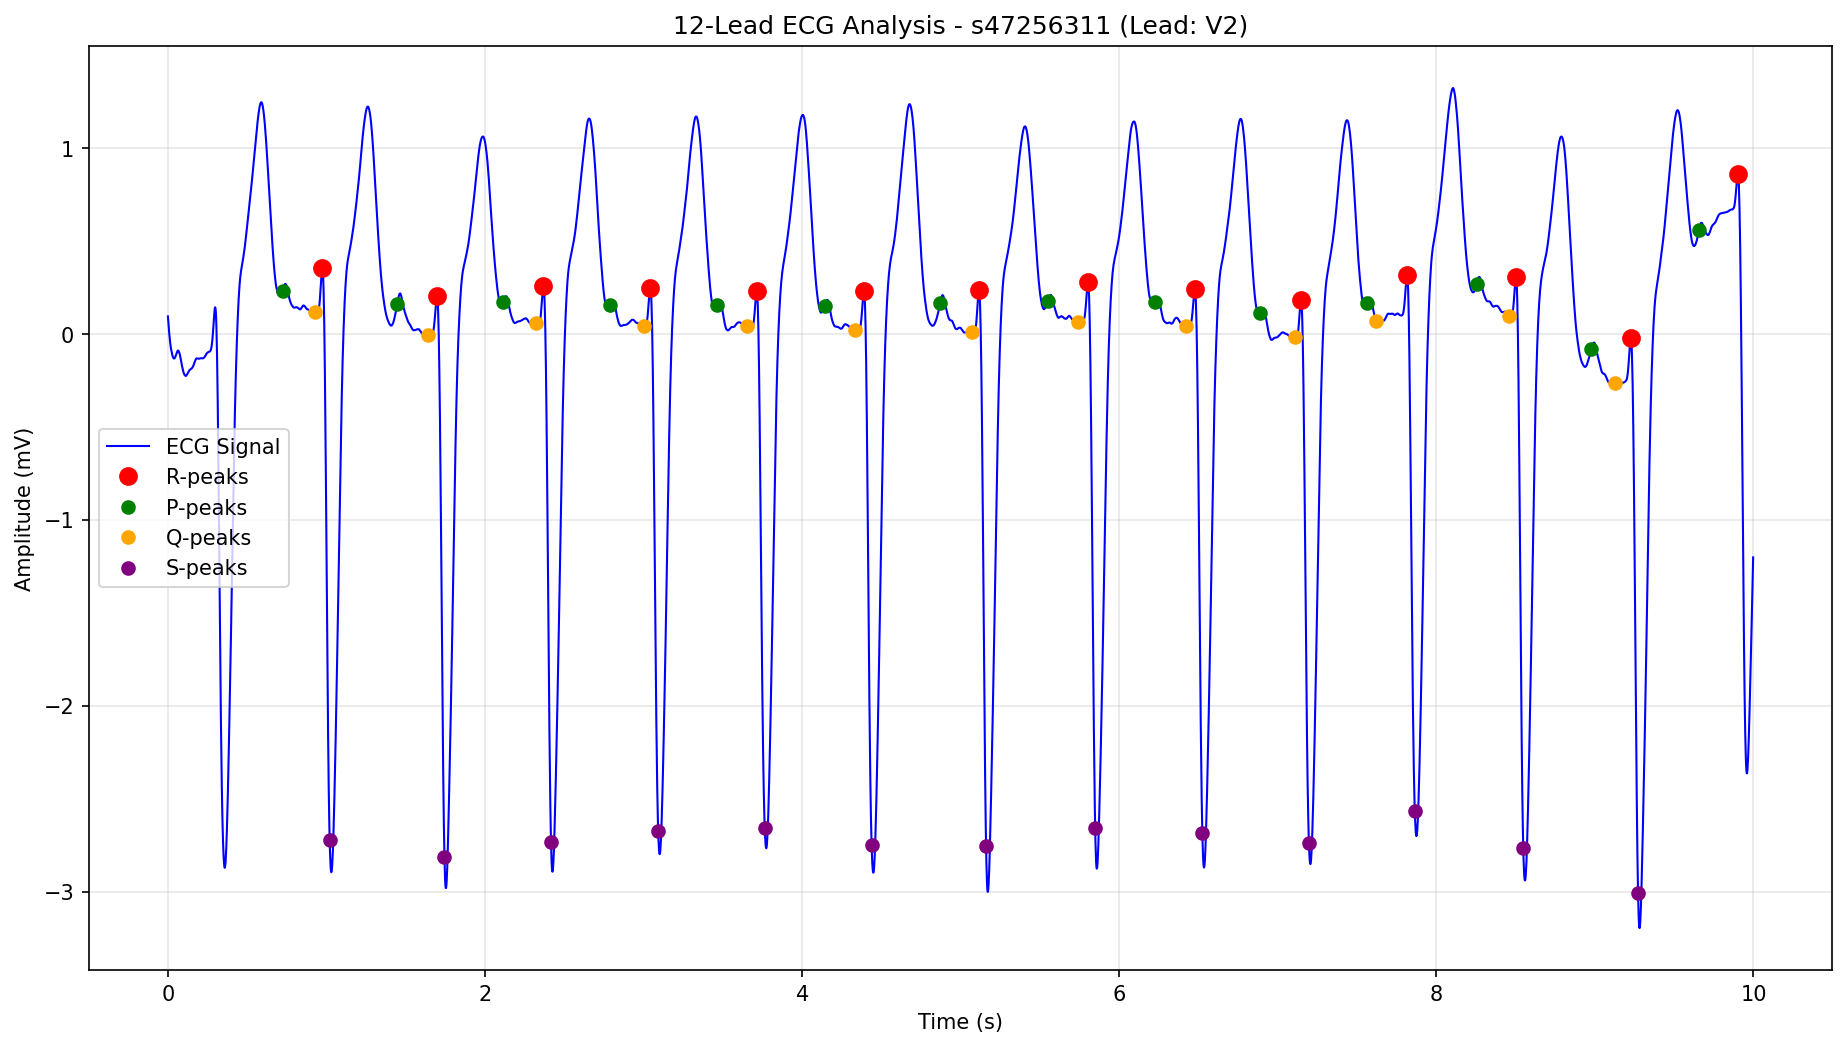 12-Lead ECG Analysis - s47256311 (Lead: V2)
Amplitude (mV)
1
0
−1
−2
−3
ECG Signal
R-peaks
P-peaks
Q-peaks
S-peaks
0 2 4 6 8 10
Time (s)